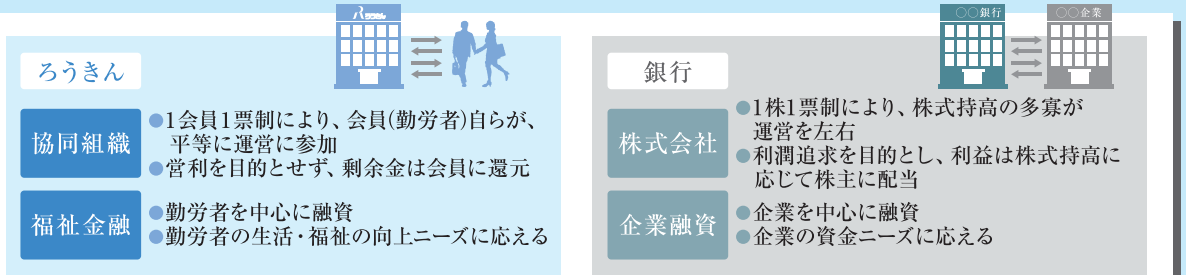 ろうきん
協同組織
●1会員1票制により、会員(勤労者)自らが、
平等に運営に参加
●営利を目的とせず、剰余金は会員に還元
福祉金融
●勤労者を中心に融資
●勤労者の生活・福祉の向上ニーズに応える
〇〇銀行
〇〇企業
銀行
株式会社
●1株1票制により、株式持高の多寡が
運営を左右
●利潤追求を目的とし、利益は株式持高に
応じて株主に配当
企業融資
●企業を中心に融資
●企業の資金ニーズに応える